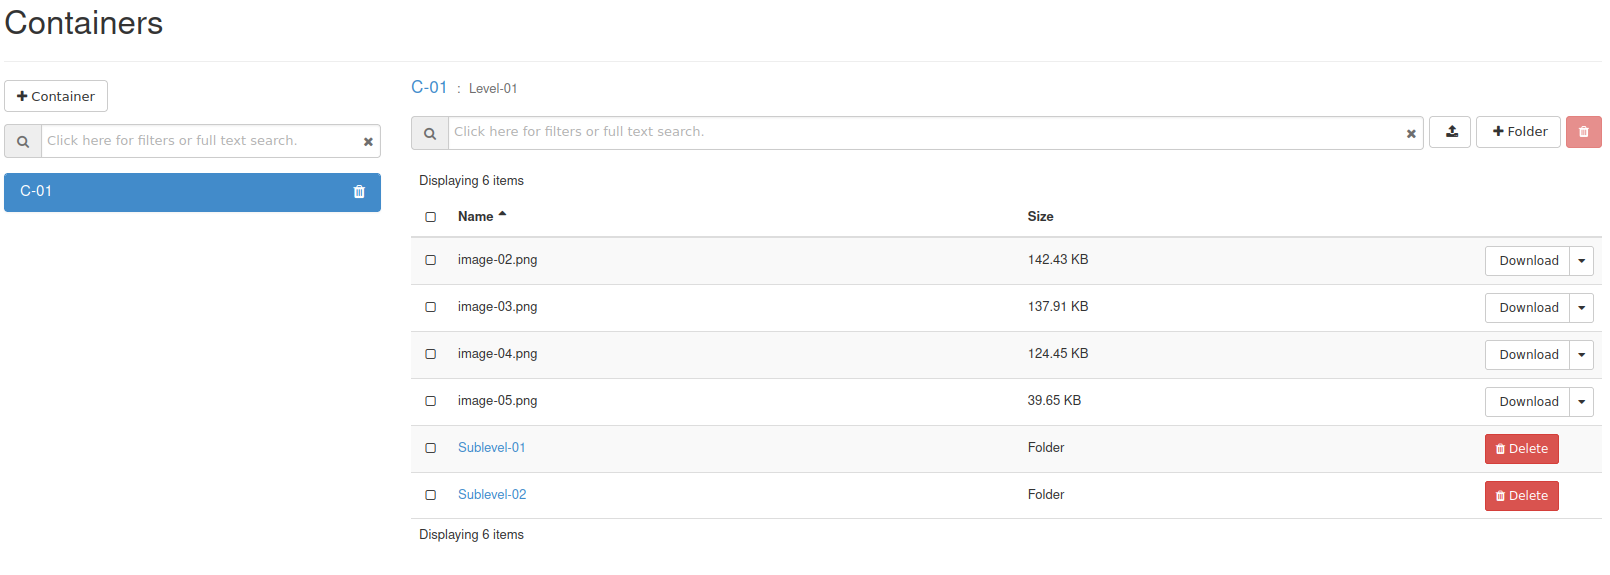 Containers
Container
Click here for filters or full text search.
C-01
C-01 : Level-01
Click here for filters or full text search.
Folder
Displaying 6 items
Name Size
image-02.png 142.43 KB Download
image-03.png 137.91 KB Download
image-04.png 124.45 KB Download
image-05.png 39.65 KB Download
Sublevel-01 Folder Delete
Sublevel-02 Folder Delete
Displaying 6 items